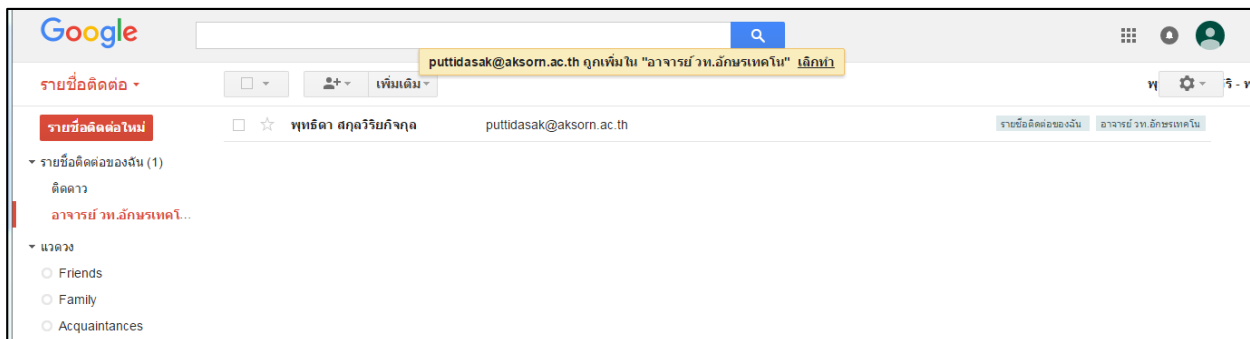 Google
puttidasak@aksorn.ac.th ถูกเพิ่มใน "อาจารย์ วท.อักษรเทคโน" เลิกทำ
รายชื่อติดต่อ
เพิ่มเติม
รายชื่อติดต่อใหม่
พุทธิดา สกุลวิริยกิจกุล puttidasak@aksorn.ac.th รายชื่อติดต่อของฉัน อาจารย์ วท.อักษรเทคโน
รายชื่อติดต่อของฉัน (1)
ติดดาว
อาจารย์ วท.อักษรเทคโ...
แวดวง
Friends
Family
Acquaintances